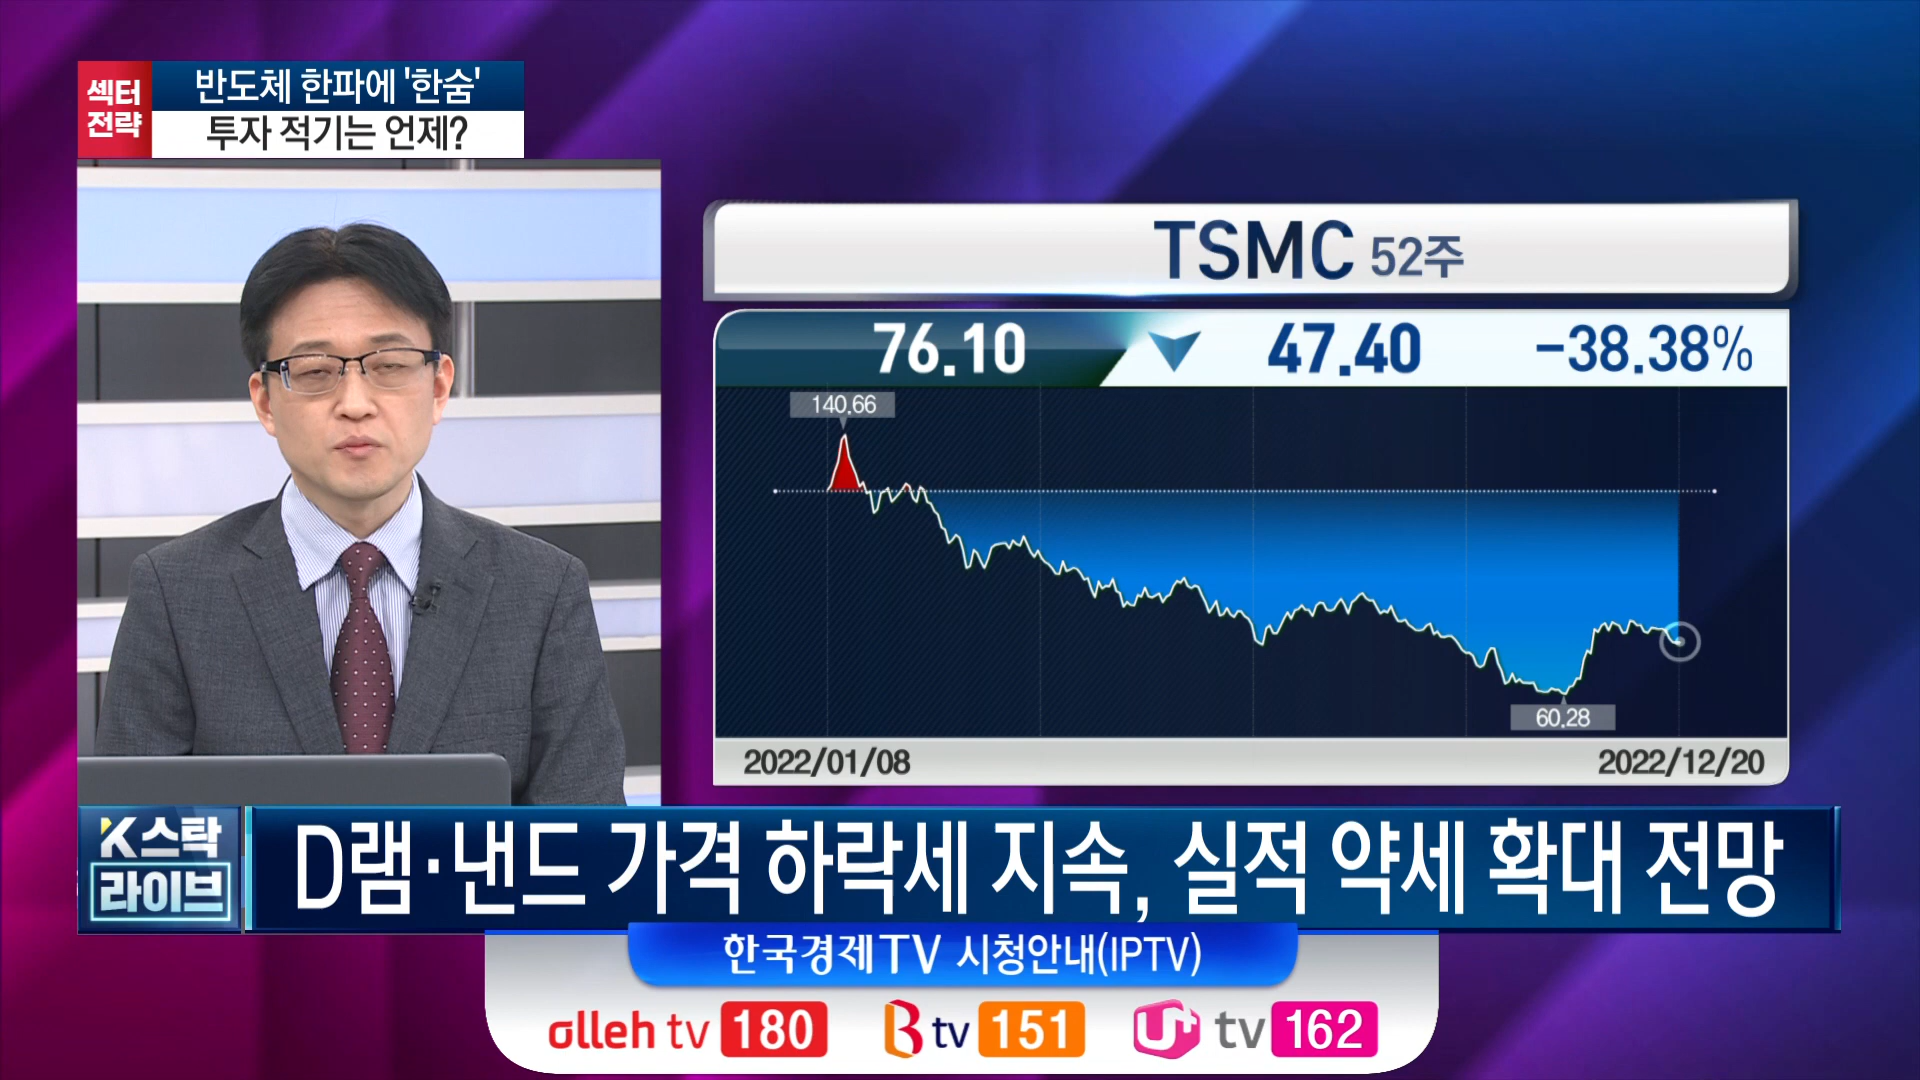 섹터
전략
반도체 한파에 '한숨'
투자 적기는 언제?
TSMC 52주
76.10 47.40 -38.38%
140.66
60.28
2022/01/08 2022/12/20
K스탁
라이브
D램·낸드 가격 하락세 지속, 실적 약세 확대 전망
한국경제TV 시청안내(IPTV)
olleh tv 180 B tv 151 U+ tv 162